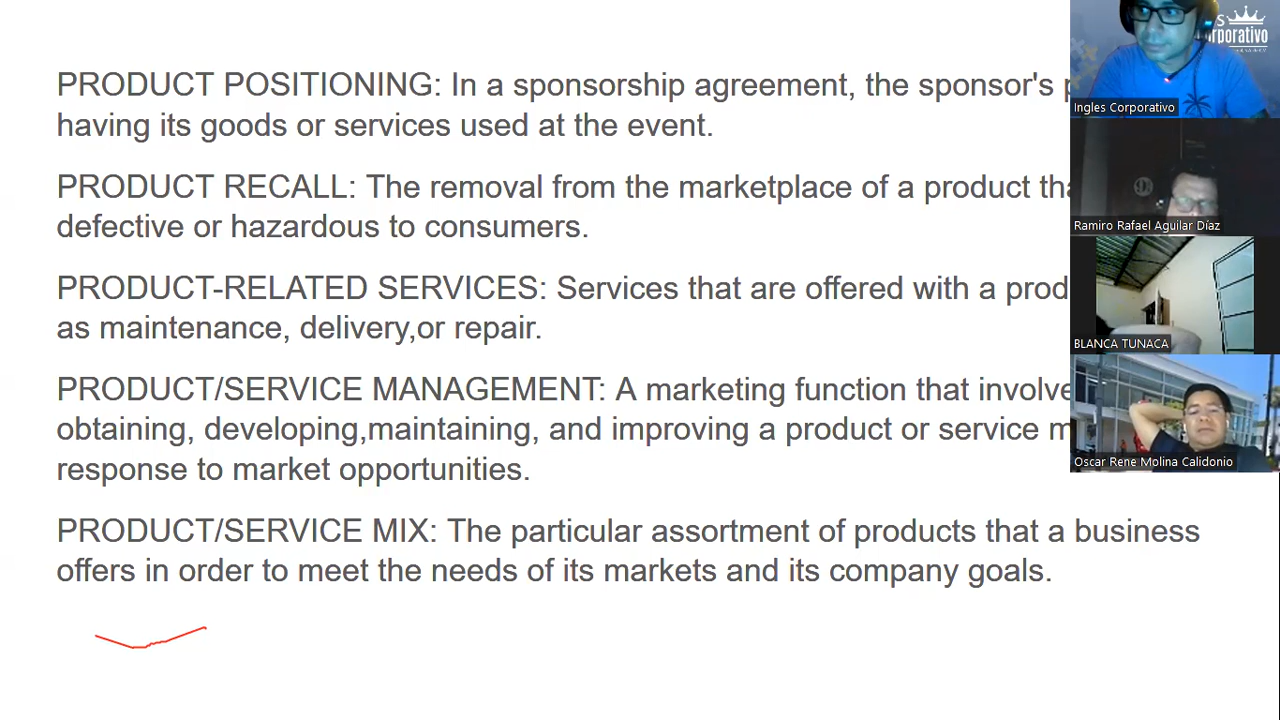 PRODUCT POSITIONING: In a sponsorship agreement, the sponsor's
having its goods or services used at the event.
PRODUCT RECALL: The removal from the marketplace of a product
defective or hazardous to consumers.
PRODUCT-RELATED SERVICES: Services that are offered with a
as maintenance, delivery,or repair.
PRODUCT/SERVICE MANAGEMENT: A marketing function that
obtaining, developing,maintaining, and improving a product or service
response to market opportunities.
PRODUCT/SERVICE MIX: The particular assortment of products that a business
offers in order to meet the needs of its markets and its company goals.
Ingles Corporativo
Ramiro Rafael Aguilar Díaz
BLANCA TUNACA
Oscar Rene Molina Calidonio